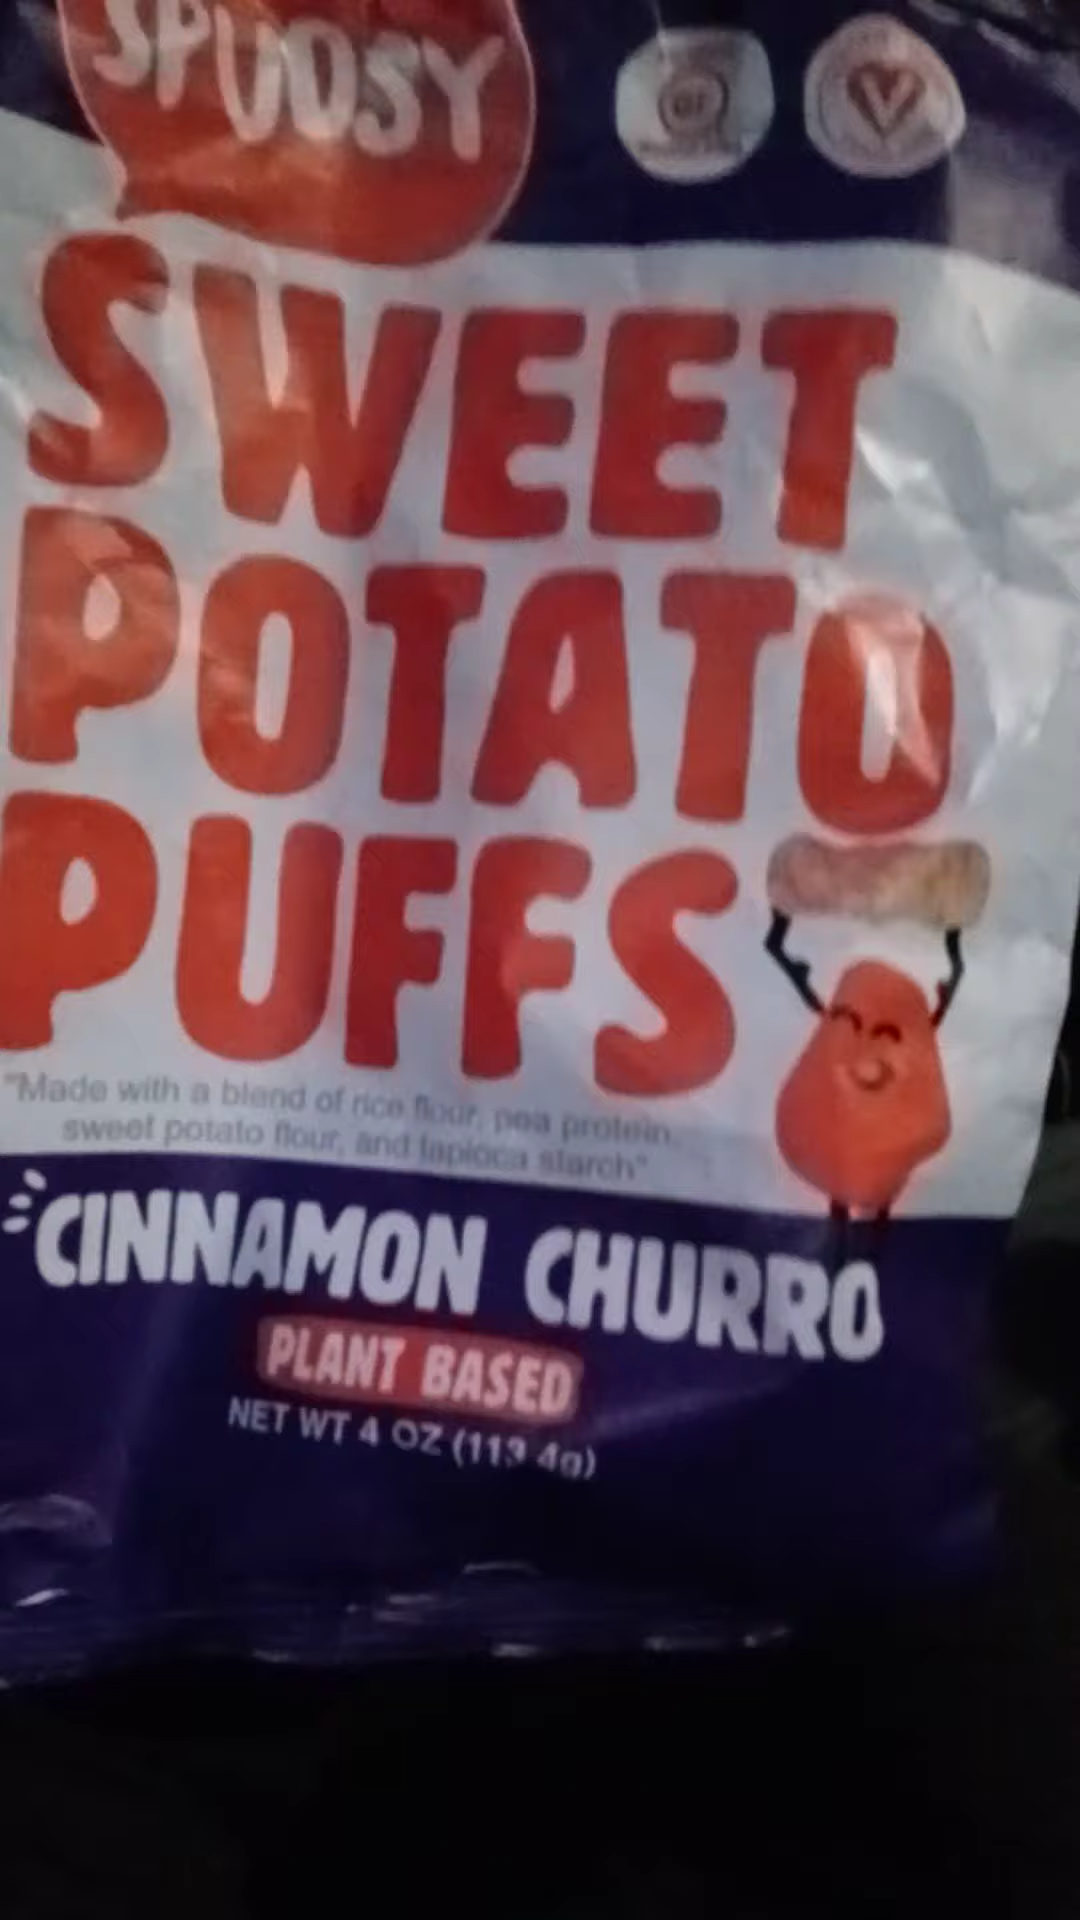 SPUDSY
GF
SWEET
POTATO
PUFFS
"Made with a blend of rice flour, pea protein,
sweet potato flour, and tapioca starch"
CINNAMON CHURRO
PLANT BASED
NET WT 4 OZ (113.4g)